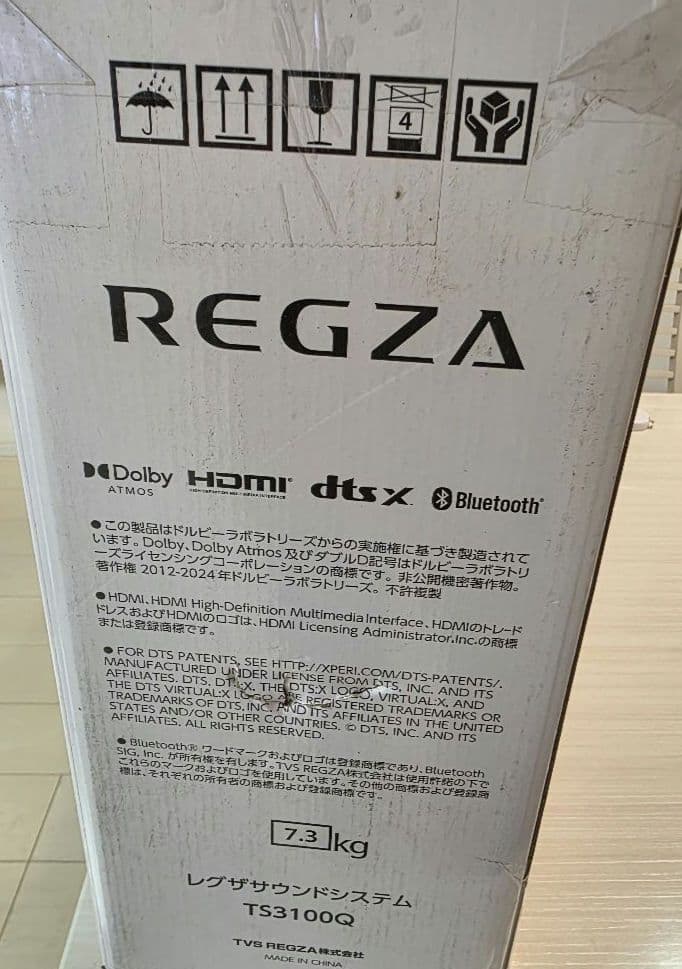 4
REGZA
Dolby HDMI dts X Bluetooth®
ATMOS HIGH-DEFINITION MULTIMEDIA INTERFACE
●この製品はドルビーラボラトリーズからの実施権に基づき製造されて
います。Dolby、Dolby Atmos 及びダブルD記号はドルビーラボラトリ
ーズライセンシングコーポレーションの商標です。非公開機密著作物。
著作権 2012-2024年ドルビーラボラトリーズ。不許複製
●HDMI、HDMI High-Definition Multimedia Interface、HDMIのトレード
ドレスおよびHDMIのロゴは、HDMI Licensing Administrator,Inc.の商標
または登録商標です。
●FOR DTS PATENTS, SEE HTTP://XPERI.COM/DTS-PATENTS/.
MANUFACTURED UNDER LICENSE FROM DTS, INC. AND ITS
AFFILIATES. DTS, DTS:X, THE DTS:X LOGO, VIRTUAL:X, AND
THE DTS VIRTUAL:X LOGO ARE REGISTERED TRADEMARKS OR
TRADEMARKS OF DTS, INC. AND ITS AFFILIATES IN THE UNITED
STATES AND/OR OTHER COUNTRIES. © DTS, INC. AND ITS
AFFILIATES. ALL RIGHTS RESERVED.
●Bluetooth® ワードマークおよびロゴは登録商標であり、Bluetooth
SIG, Inc. が所有権を有します。TVS REGZA株式会社は使用許諾の下で
これらのマークおよびロゴを使用しています。その他の商標および登録商
標は、それぞれの所有者の商標および登録商標です。
7.3 kg
レグザサウンドシステム
TS3100Q
TVS REGZA株式会社
MADE IN CHINA